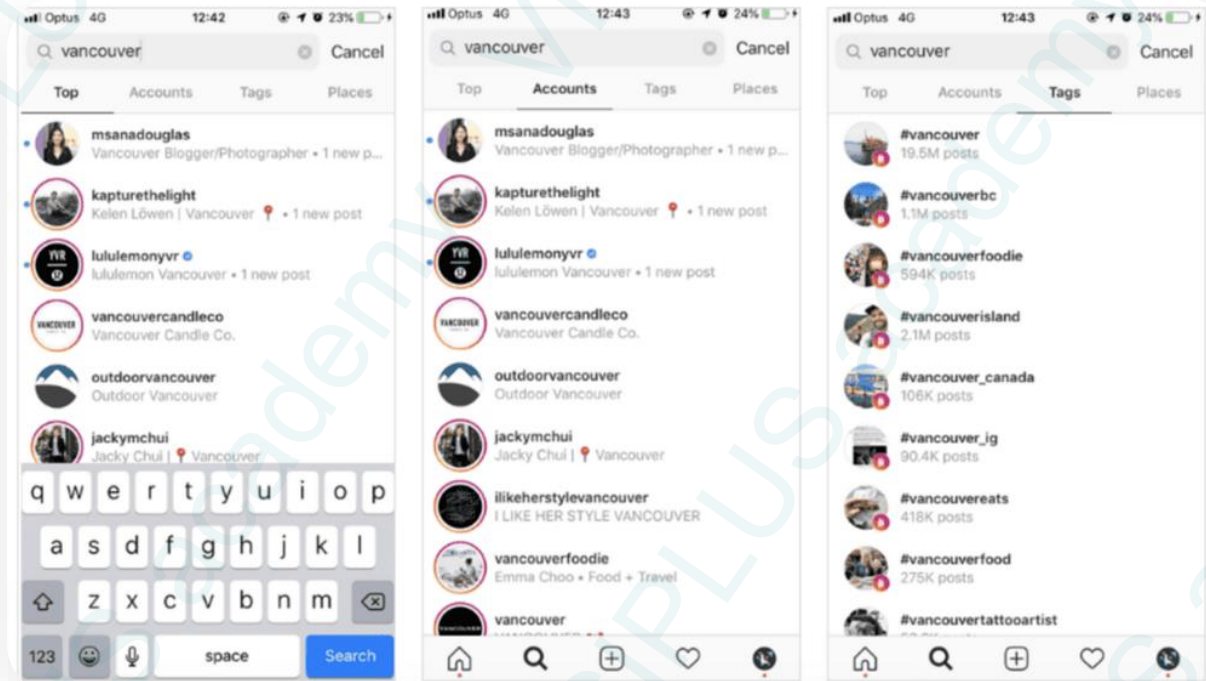 Optus 4G 12:42 23%
vancouver Cancel
Top Accounts Tags Places
msanadouglas
Vancouver Blogger/Photographer • 1 new p...
kapturethelight
Kelen Löwen | Vancouver 📍 • 1 new post
YVR
lululemonyvr
lululemon Vancouver • 1 new post
VANCOUVER
vancouvercandleco
Vancouver Candle Co.
outdoorvancouver
Outdoor Vancouver
jackymchui
Jacky Chui | 📍 Vancouver
q w e r t y u i o p
a s d f g h j k l
z x c v b n m
123 space Search
Optus 4G 12:43 24%
vancouver Cancel
Top Accounts Tags Places
msanadouglas
Vancouver Blogger/Photographer • 1 new p...
kapturethelight
Kelen Löwen | Vancouver 📍 • 1 new post
YVR
lululemonyvr
lululemon Vancouver • 1 new post
VANCOUVER
vancouvercandleco
Vancouver Candle Co.
outdoorvancouver
Outdoor Vancouver
jackymchui
Jacky Chui | 📍 Vancouver
ilikeherstylevancouver
I LIKE HER STYLE VANCOUVER
vancouverfoodie
Emma Choo • Food + Travel
vancouver
Optus 4G 12:43 24%
vancouver Cancel
Top Accounts Tags Places
#vancouver
19.5M posts
#vancouverbc
1.1M posts
#vancouverfoodie
594K posts
#vancouverisland
2.1M posts
#vancouver_canada
106K posts
#vancouver_ig
90.4K posts
#vancouvereats
418K posts
#vancouverfood
275K posts
#vancouvertattooartist
PLUS academy